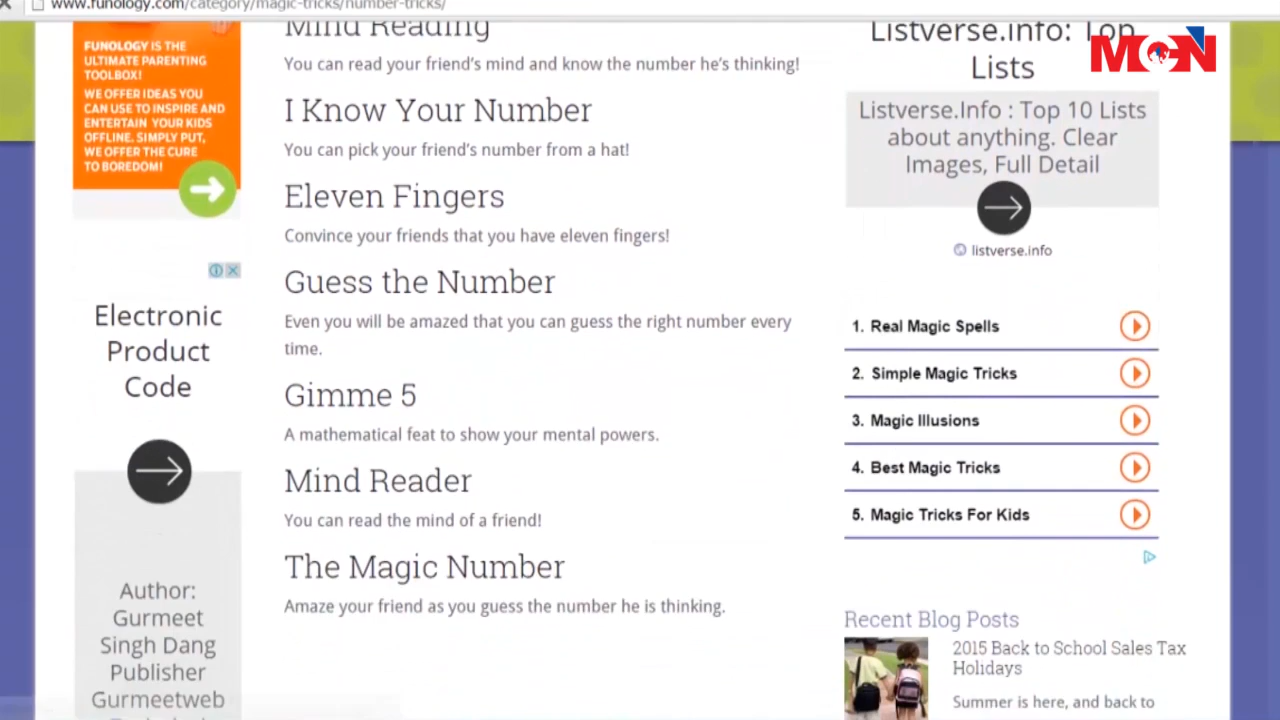 www.funology.com/category/magic-tricks/number-tricks/
FUNOLOGY IS THE
ULTIMATE PARENTING
TOOLBOX!
WE OFFER IDEAS YOU
CAN USE TO INSPIRE AND
ENTERTAIN YOUR KIDS
OFFLINE. SIMPLY PUT,
WE OFFER THE CURE
TO BOREDOM!
Electronic
Product
Code
Author:
Gurmeet
Singh Dang
Publisher
Gurmeetweb
Mind Reading
You can read your friend's mind and know the number he's thinking!
I Know Your Number
You can pick your friend's number from a hat!
Eleven Fingers
Convince your friends that you have eleven fingers!
Guess the Number
Even you will be amazed that you can guess the right number every
time.
Gimme 5
A mathematical feat to show your mental powers.
Mind Reader
You can read the mind of a friend!
The Magic Number
Amaze your friend as you guess the number he is thinking.
Listverse.info: Top
Lists
MGN
Listverse.Info : Top 10 Lists
about anything. Clear
Images, Full Detail
listverse.info
1. Real Magic Spells
2. Simple Magic Tricks
3. Magic Illusions
4. Best Magic Tricks
5. Magic Tricks For Kids
Recent Blog Posts
2015 Back to School Sales Tax
Holidays
Summer is here, and back to